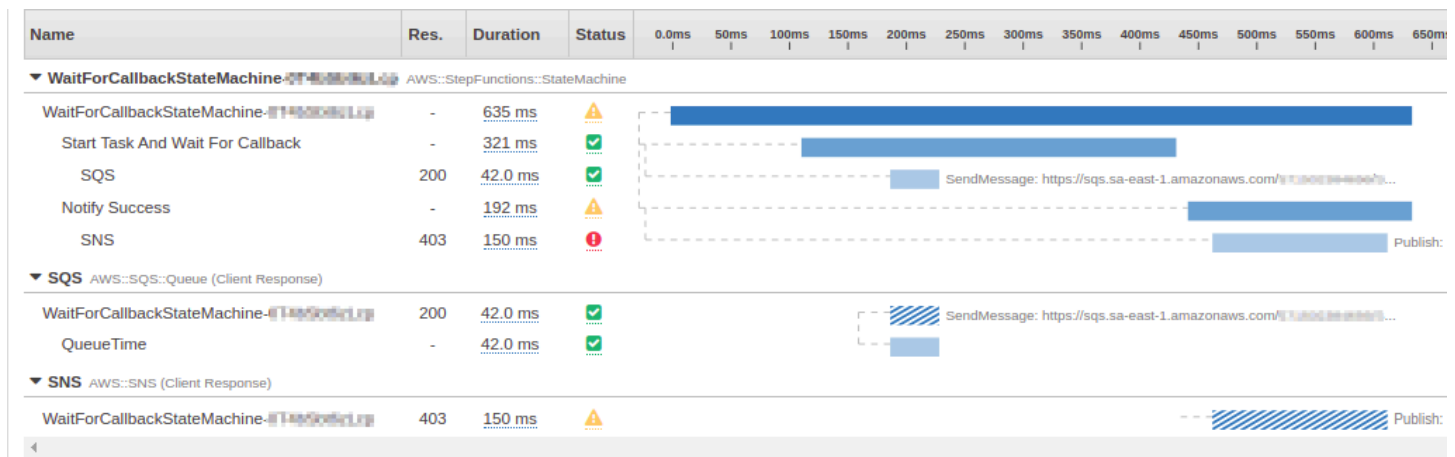 Name Res. Duration Status 0.0ms 50ms 100ms 150ms 200ms 250ms 300ms 350ms 400ms 450ms 500ms 550ms 600ms 650ms
WaitForCallbackStateMachine- AWS::StepFunctions::StateMachine
WaitForCallbackStateMachine- - 635 ms
Start Task And Wait For Callback - 321 ms
SQS 200 42.0 ms SendMessage: https://sqs.sa-east-1.amazonaws.com/ ...
Notify Success - 192 ms
SNS 403 150 ms Publish:
SQS AWS::SQS::Queue (Client Response)
WaitForCallbackStateMachine- 200 42.0 ms SendMessage: https://sqs.sa-east-1.amazonaws.com/ ...
QueueTime - 42.0 ms
SNS AWS::SNS (Client Response)
WaitForCallbackStateMachine- 403 150 ms Publish: